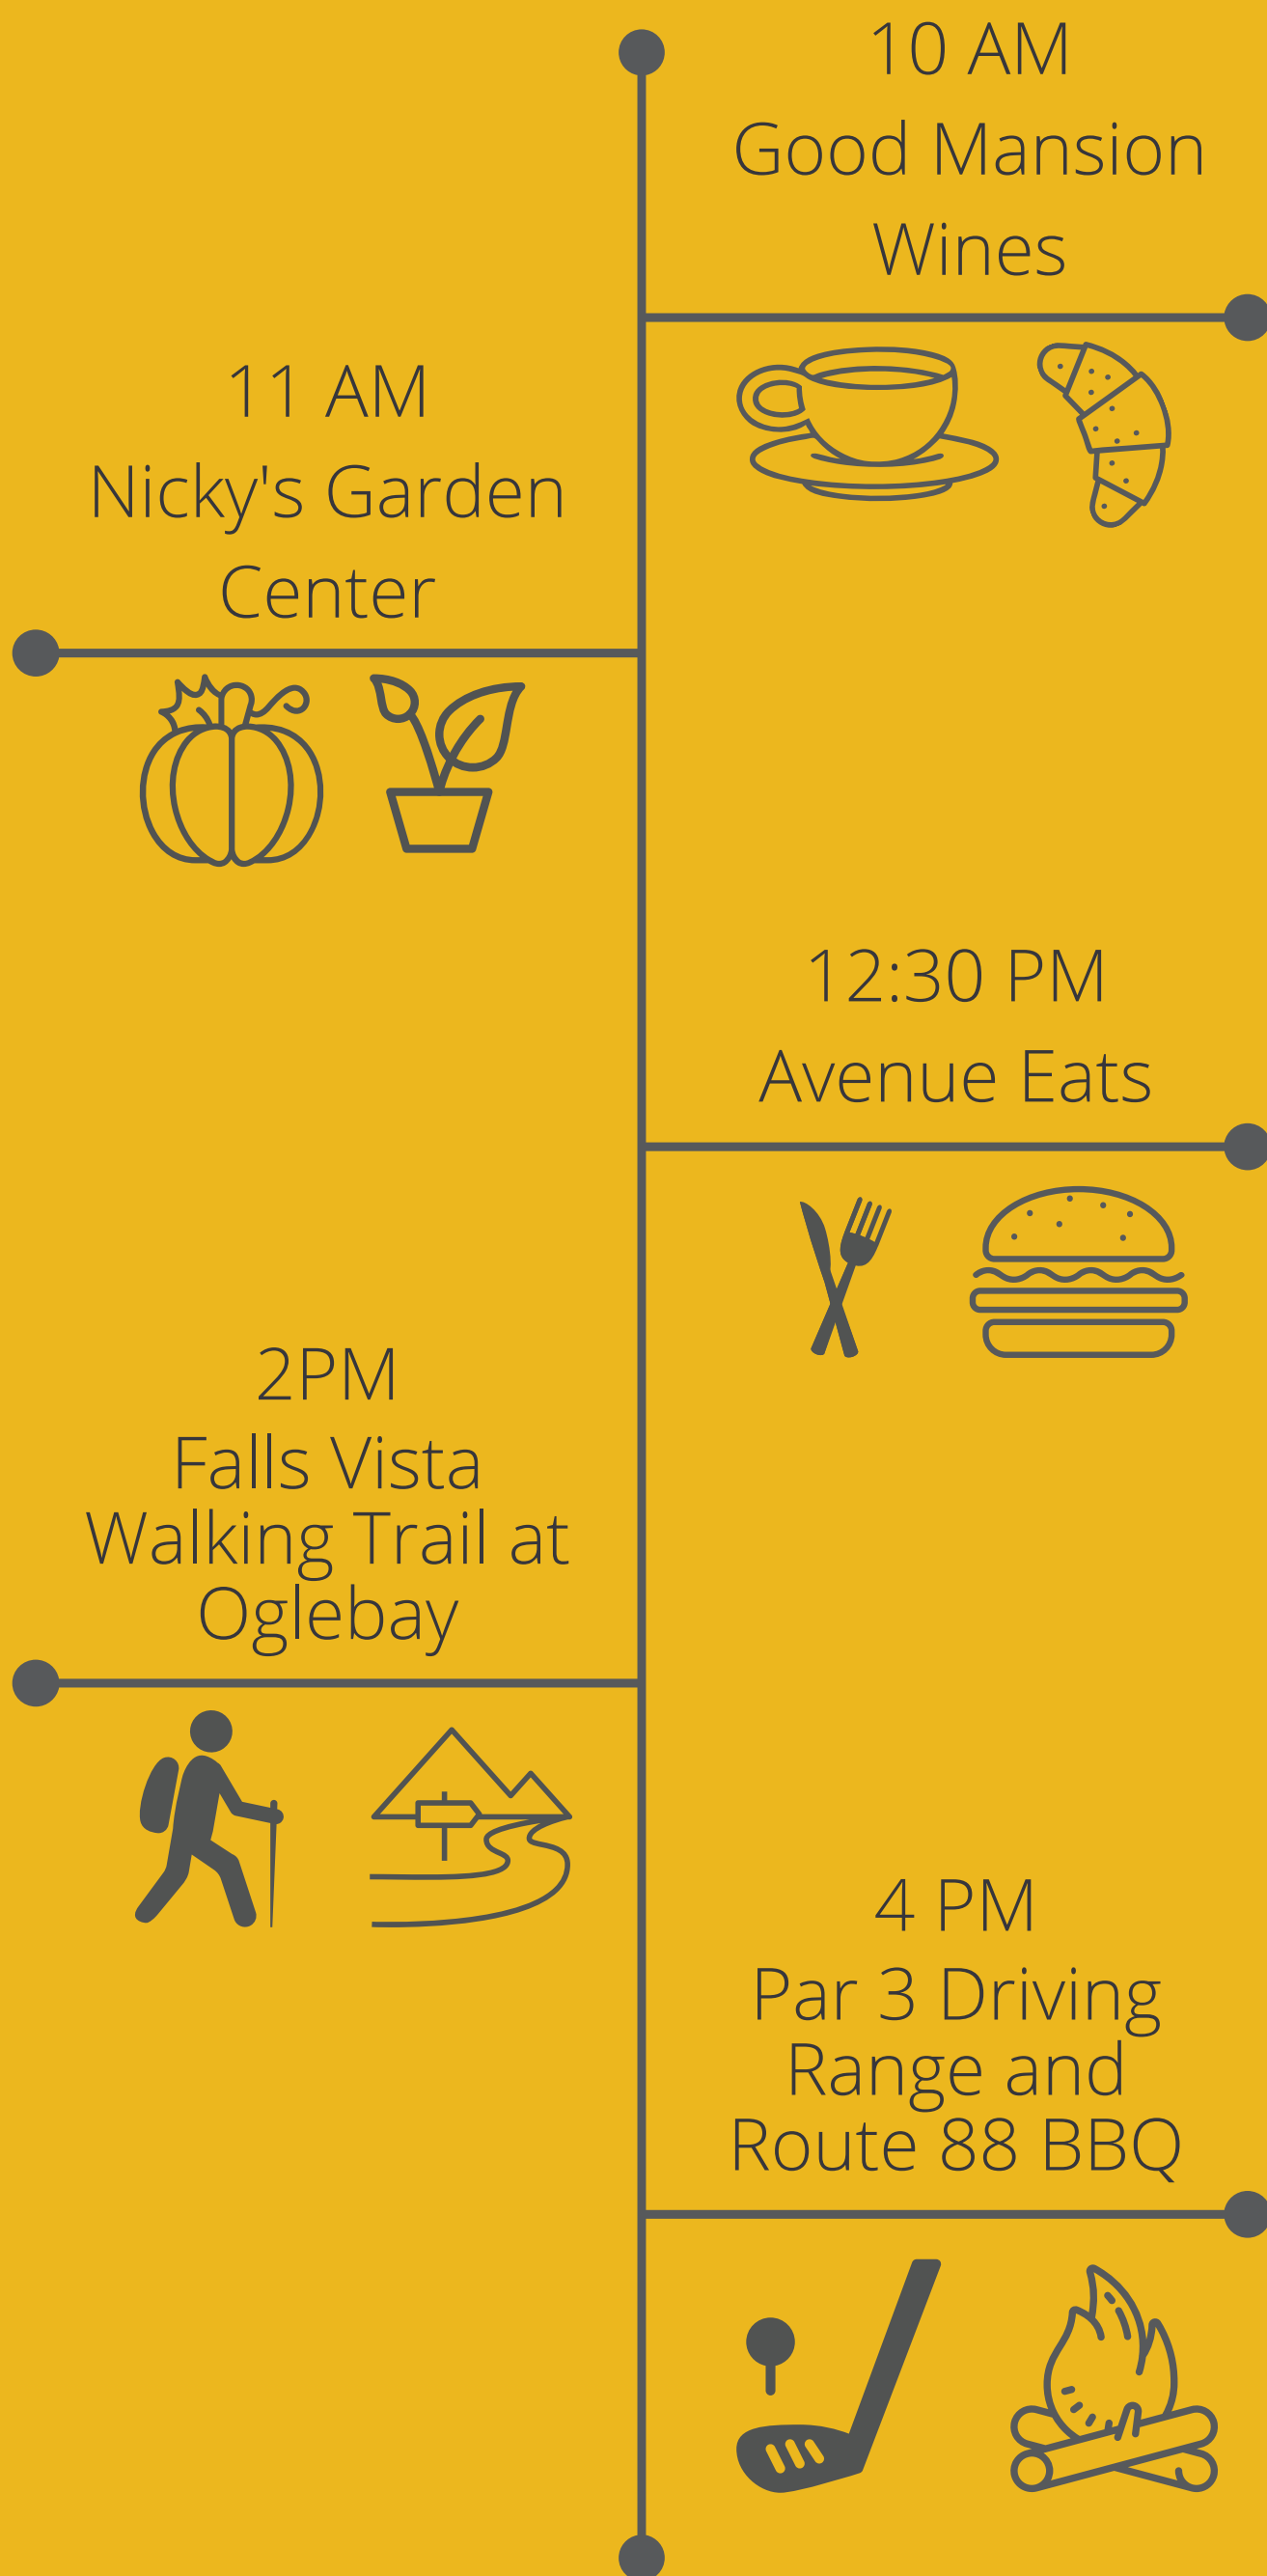 10 AM
Good Mansion
Wines
11 AM
Nicky's Garden
Center
12:30 PM
Avenue Eats
2PM
Falls Vista
Walking Trail at
Oglebay
4 PM
Par 3 Driving
Range and
Route 88 BBQ